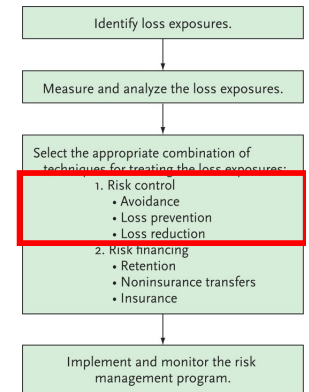 Identify loss exposures.
Measure and analyze the loss exposures.
Select the appropriate combination of
techniques for treating the loss exposures:
1. Risk control
• Avoidance
• Loss prevention
• Loss reduction
2. Risk financing
• Retention
• Noninsurance transfers
• Insurance
Implement and monitor the risk
management program.